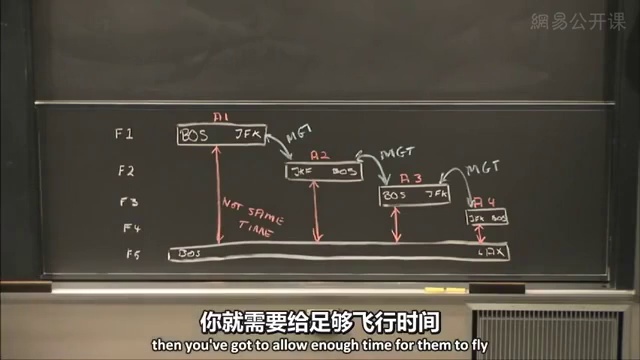 網易公开课
A1
F1 BOS JFK MGT
A2
F2 JKF BOS MGT
A3 MGT
F3 BOS JFK
A4
NOT SAME TIME
F4 JFK BOS
F5 BOS LAX
你就需要给足够飞行时间
then you've got to allow enough time for them to fly